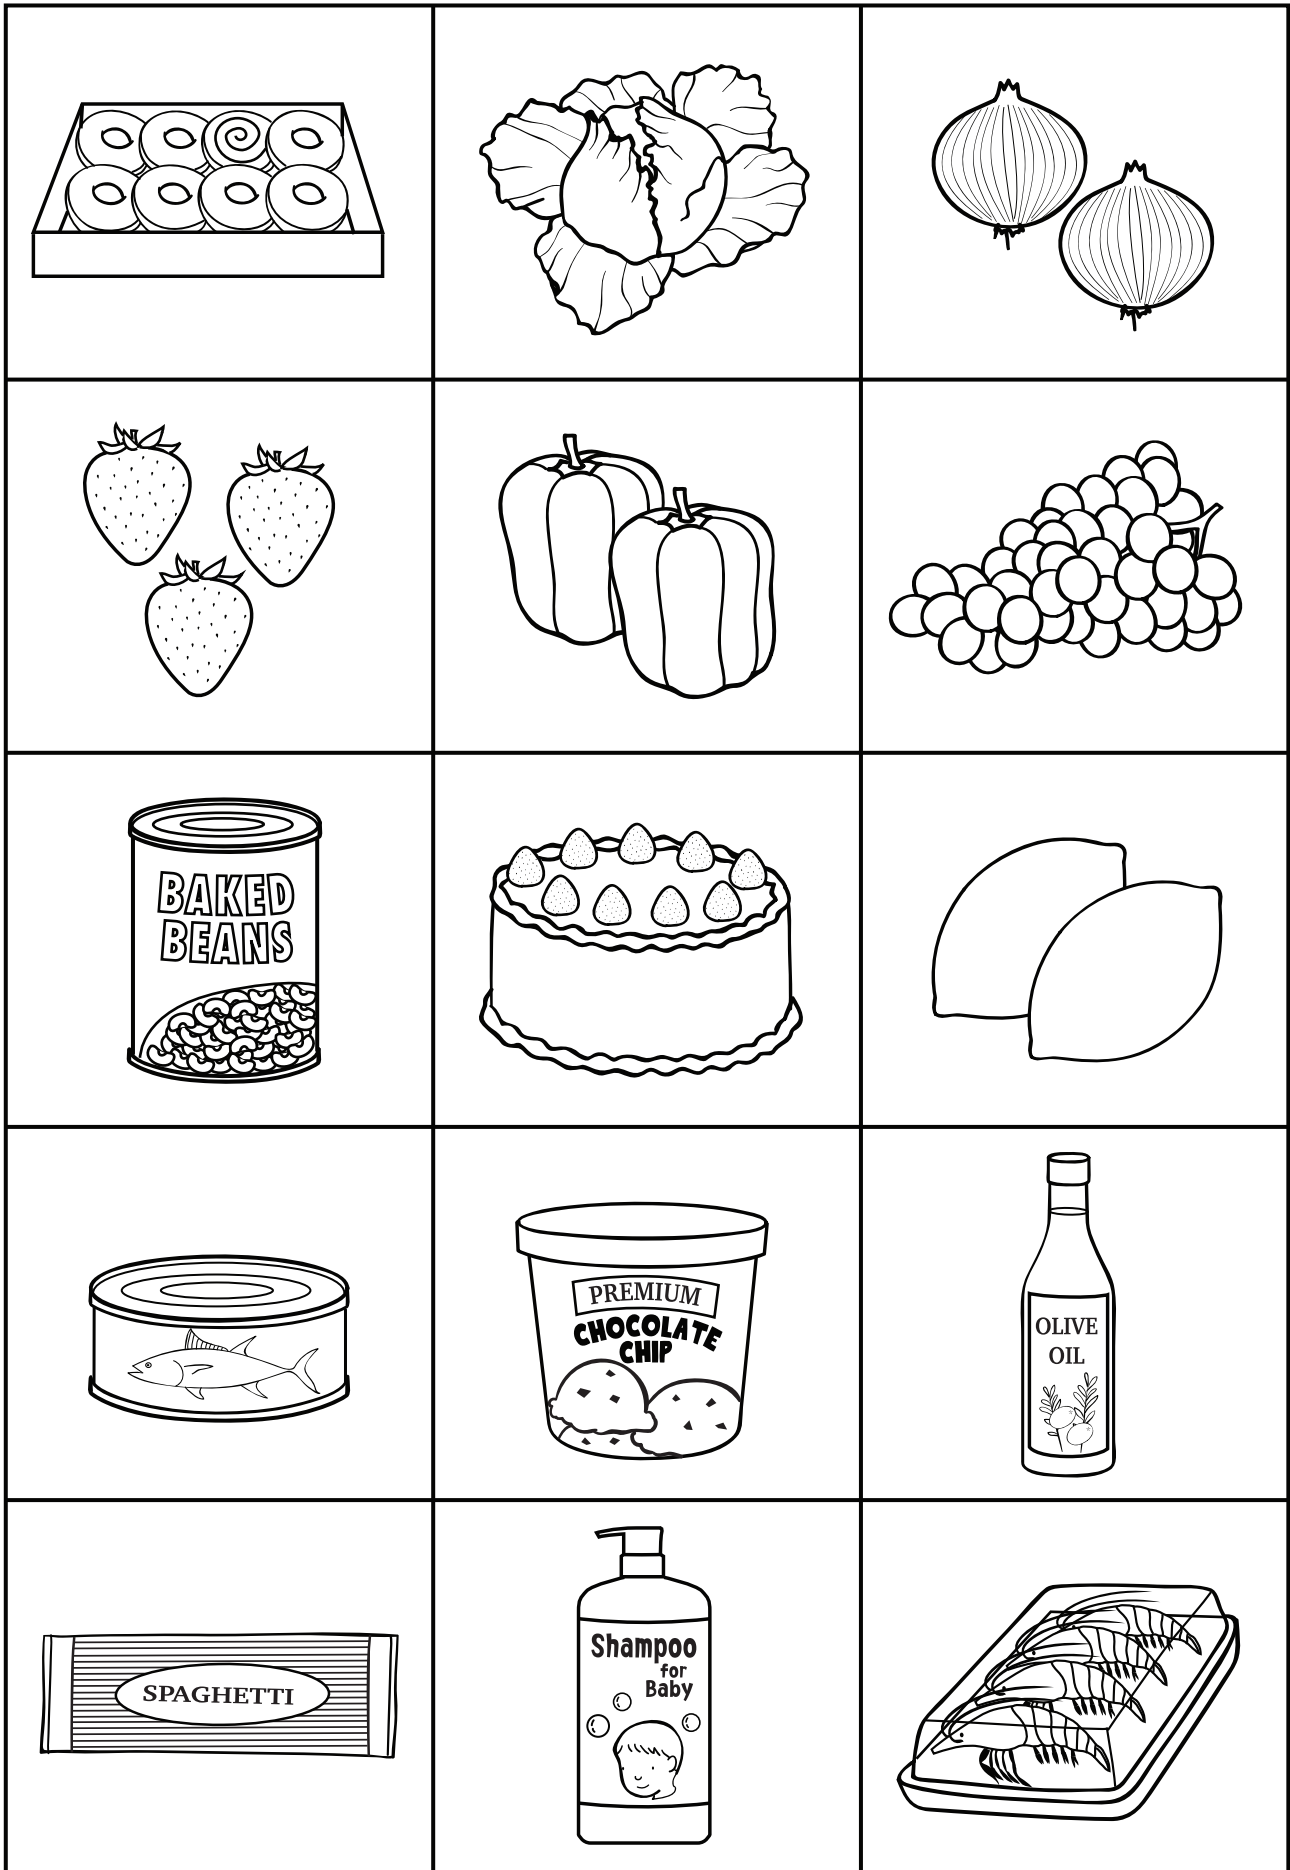 BAKED
BEANS
PREMIUM
CHOCOLATE
CHIP
OLIVE
OIL
SPAGHETTI
Shampoo
for
Baby